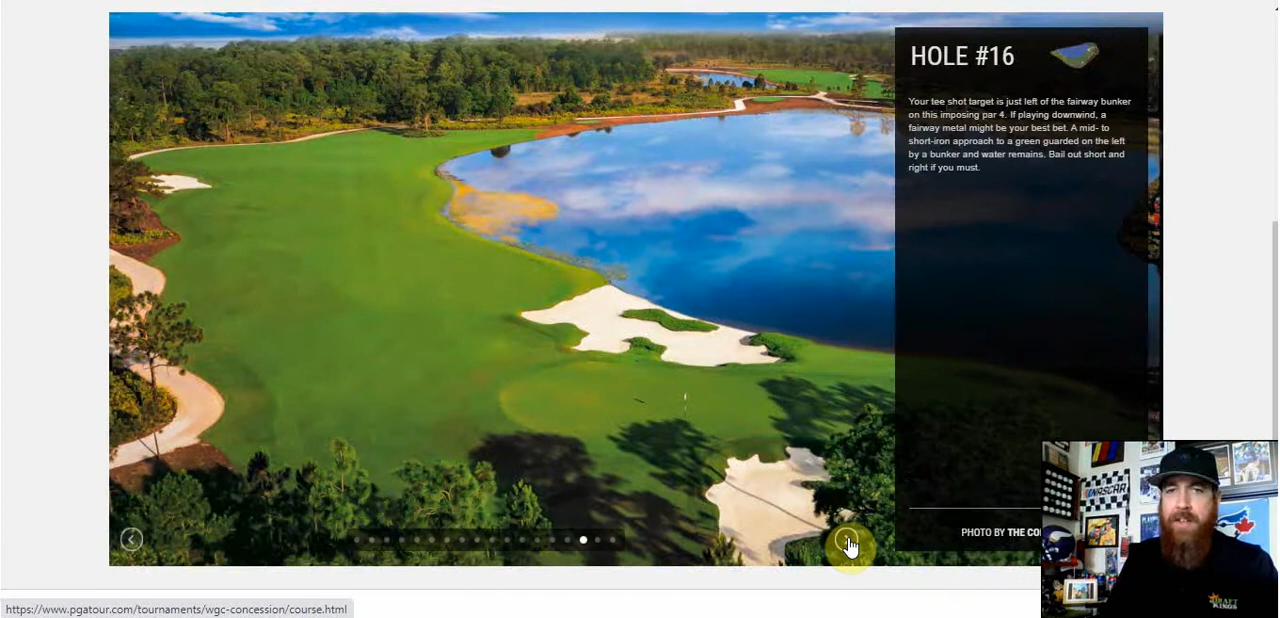 HOLE #16
Your tee shot target is just left of the fairway bunker
on this imposing par 4. If playing downwind, a
fairway metal might be your best bet. A mid- to
short-iron approach to a green guarded on the left
by a bunker and water remains. Bail out short and
right if you must.
PHOTO BY THE CO
NASCAR
DRAFT
KINGS
https://www.pgatour.com/tournaments/wgc-concession/course.html